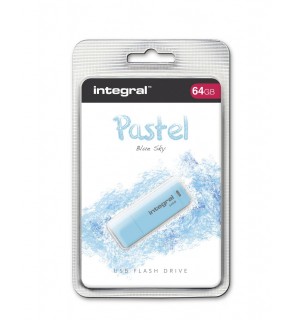 integral
64GB
Pastel
Blue Sky
integral
USB FLASH DRIVE